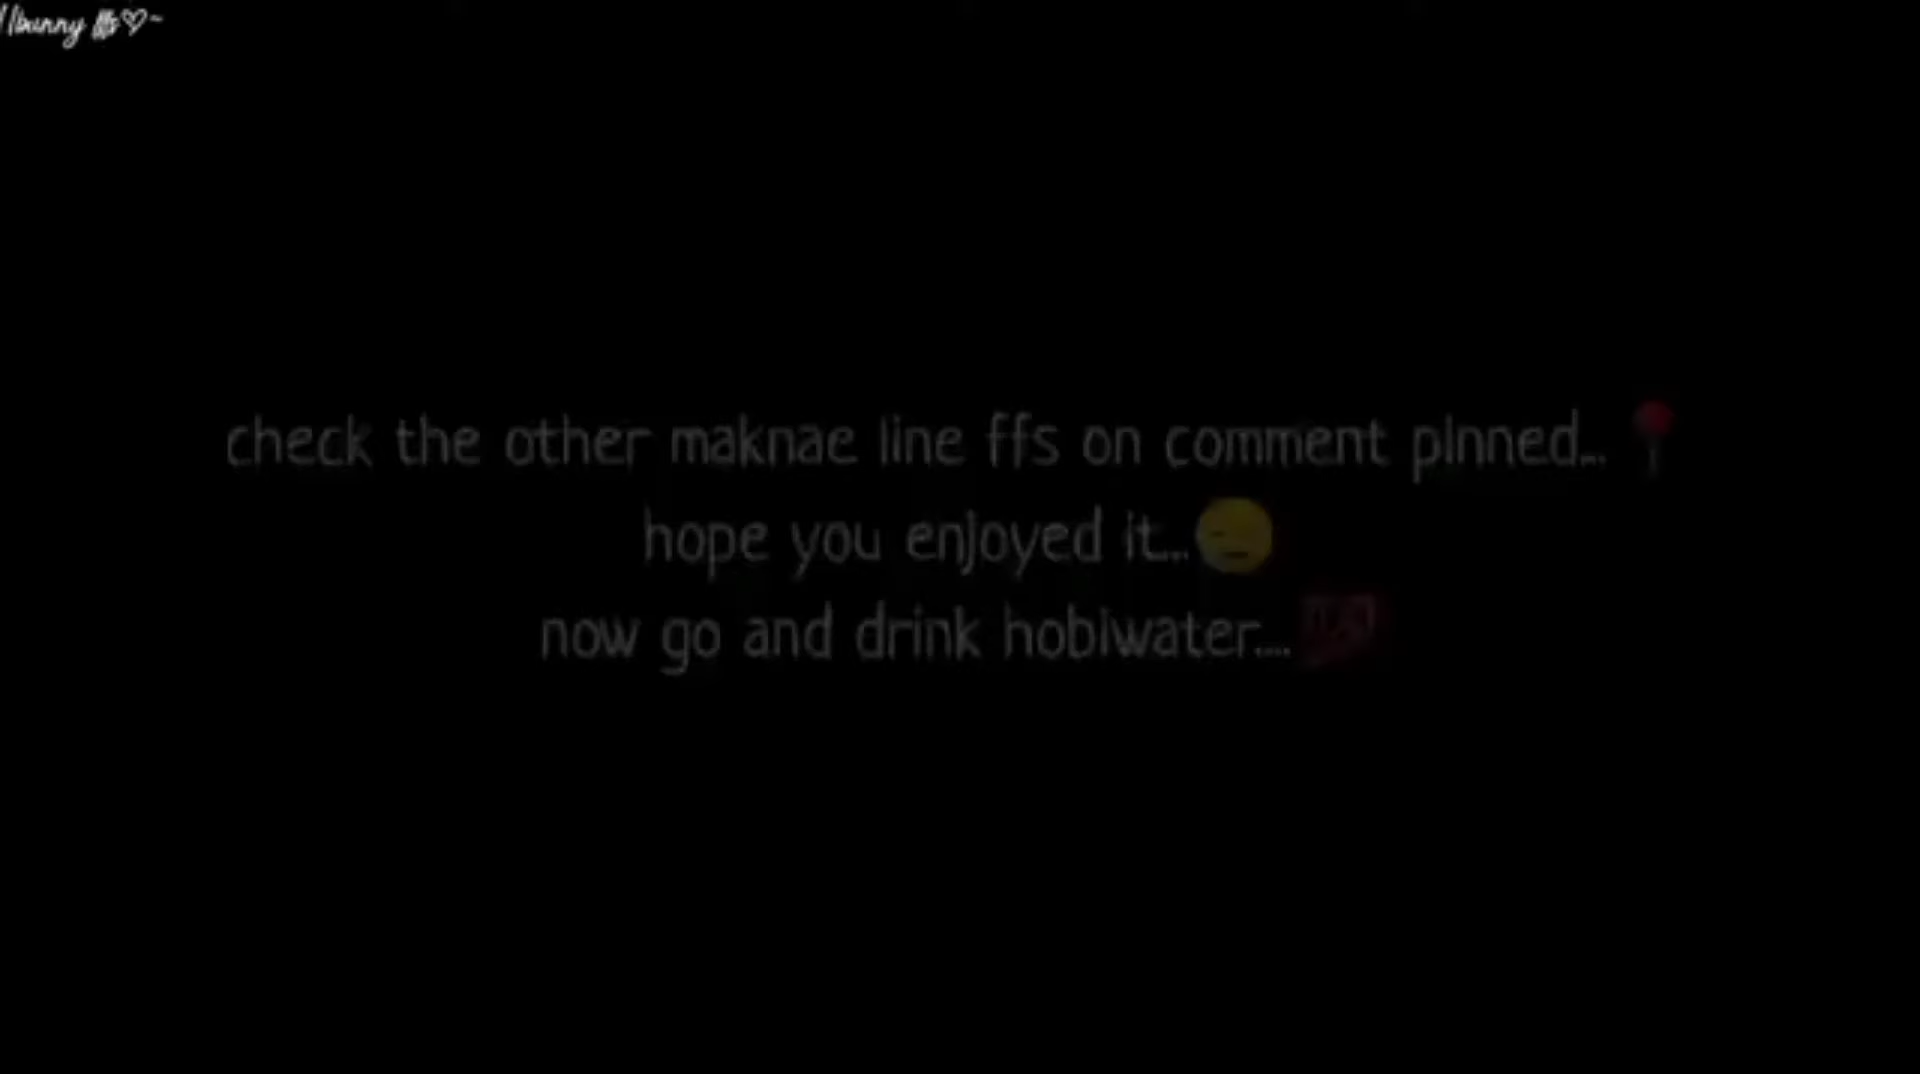 bunny ffs♡~
check the other maknae line ffs on comment pinned... 📍
hope you enjoyed it...😑
now go and drink hobiwater.... 💯